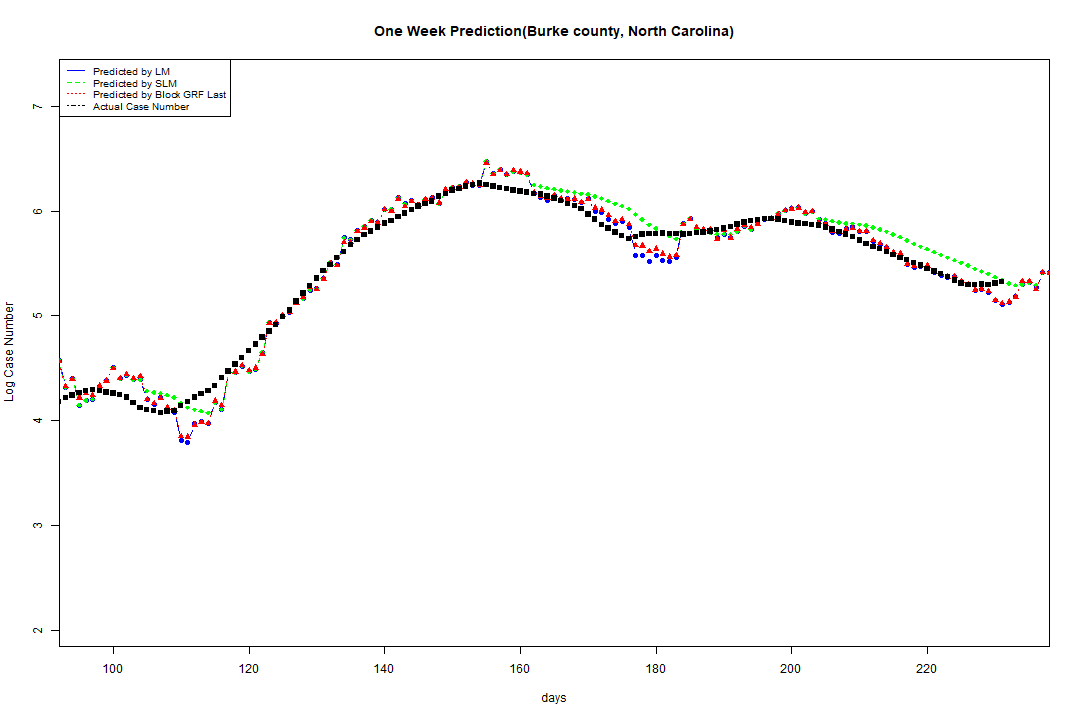 One Week Prediction(Burke county, North Carolina)
Predicted by LM
Predicted by SLM
Predicted by Block GRF Last
Actual Case Number
7
6
5
4
3
2
Log Case Number
100 120 140 160 180 200 220
days